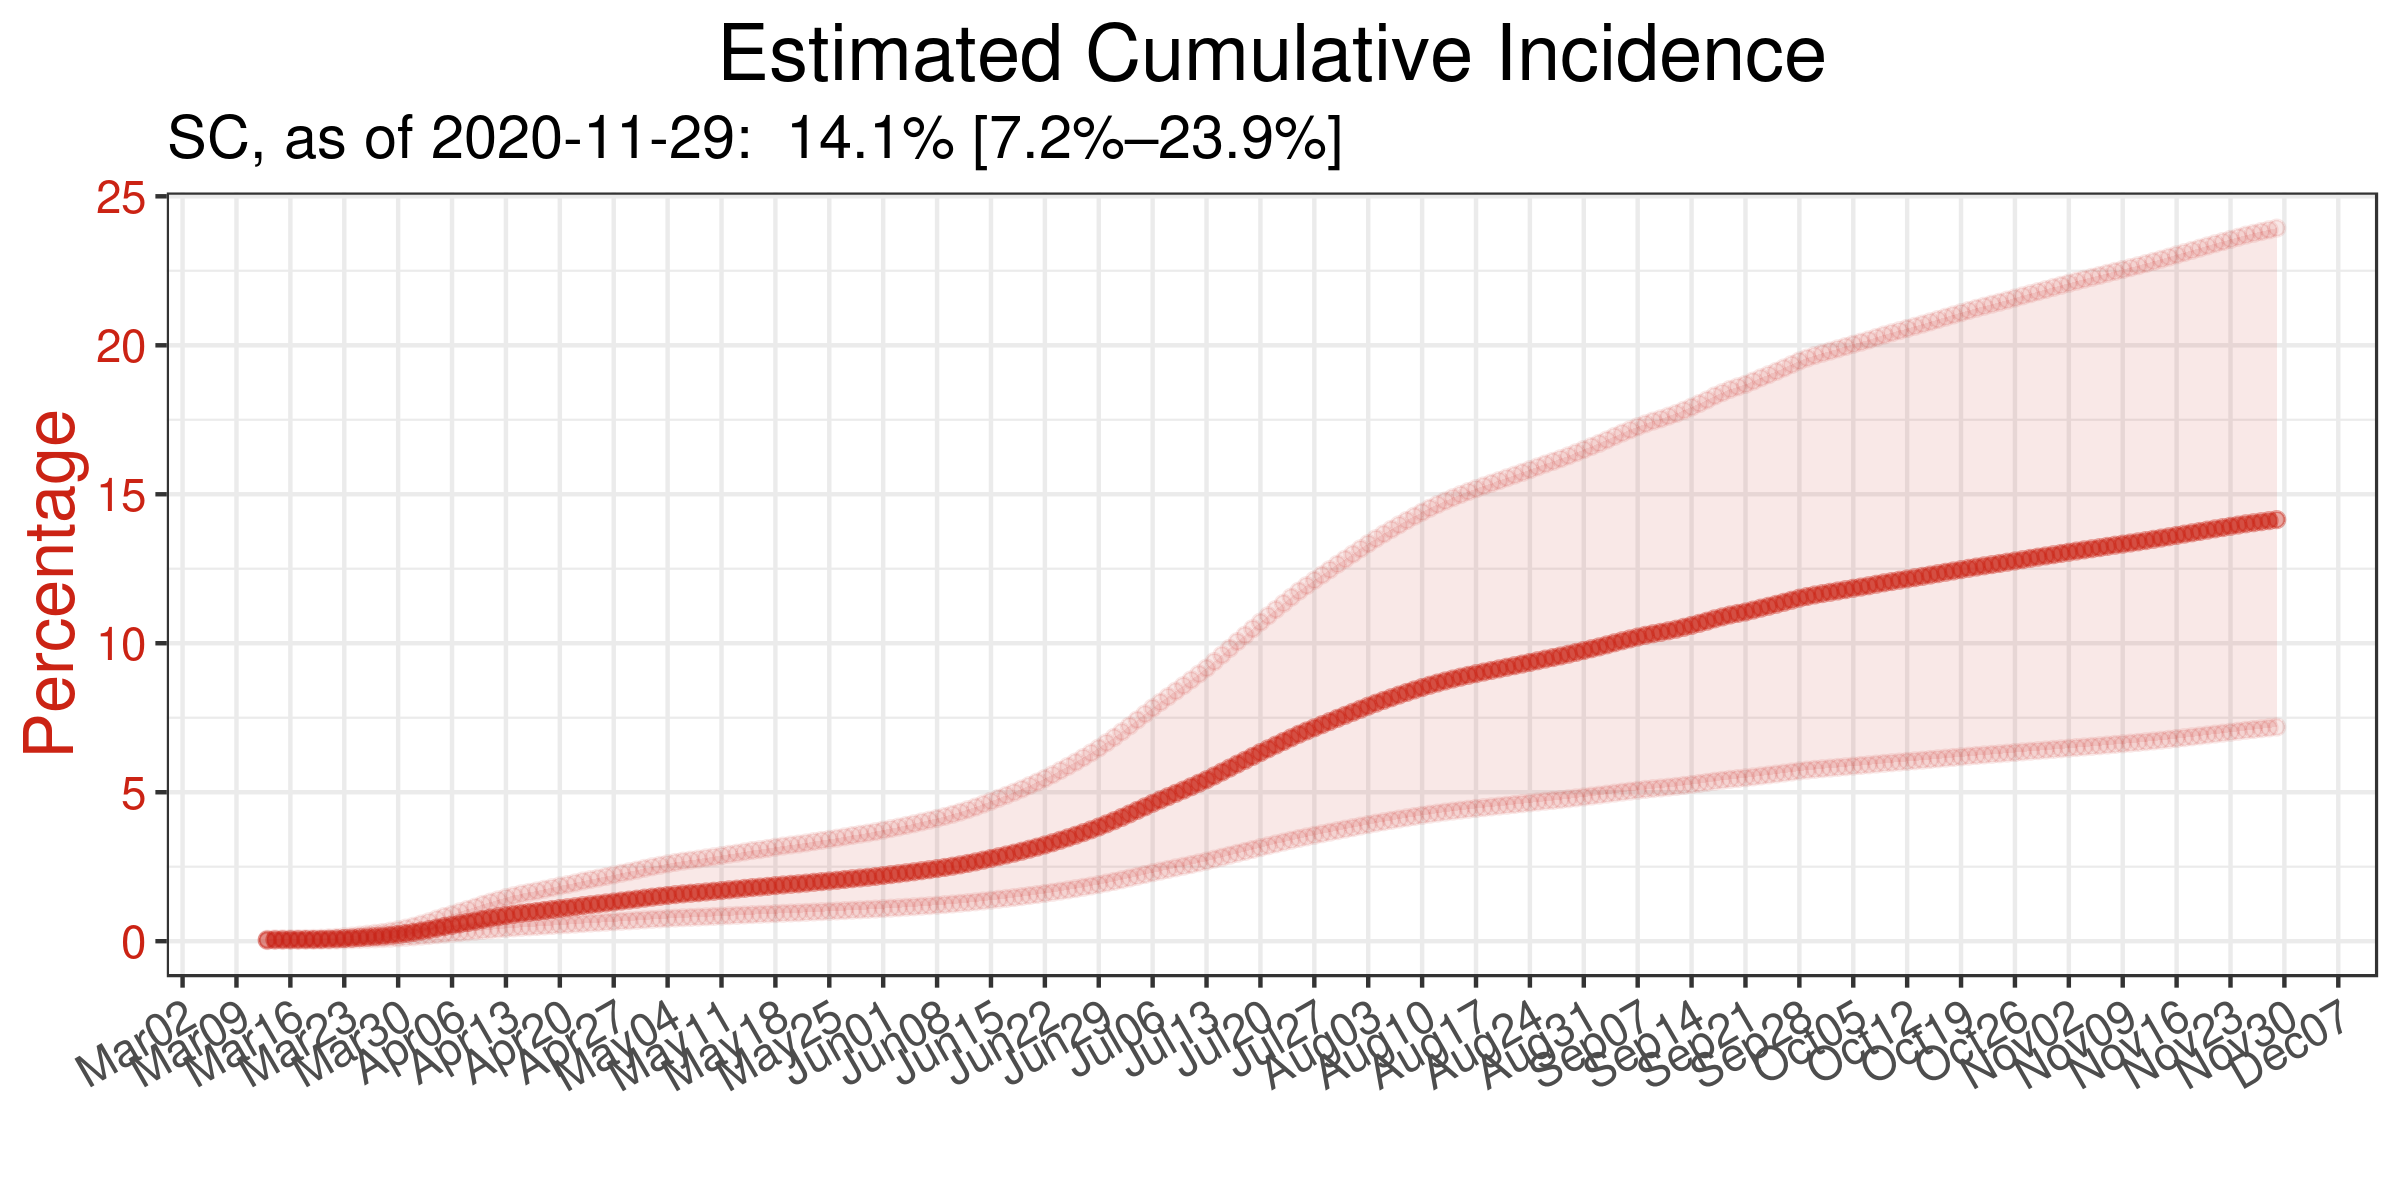 Estimated Cumulative Incidence
SC, as of 2020-11-29:  14.1% [7.2%–23.9%]
Percentage
25
20
15
10
5
0
Mar02
Mar09
Mar16
Mar23
Mar30
Apr06
Apr13
Apr20
Apr27
May04
May11
May18
May25
Jun01
Jun08
Jun15
Jun22
Jun29
Jul06
Jul13
Jul20
Jul27
Aug03
Aug10
Aug17
Aug24
Aug31
Sep07
Sep14
Sep21
Sep28
Oct05
Oct12
Oct19
Oct26
Nov02
Nov09
Nov16
Nov23
Nov30
Dec07